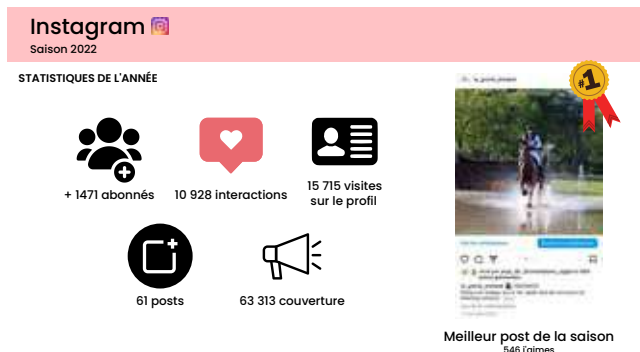 Instagram
Saison 2022
STATISTIQUES DE L'ANNÉE
#1
+ 1471 abonnés
10 928 interactions
15 715 visites
sur le profil
61 posts
63 313 couverture
Meilleur post de la saison
546 j'aimes